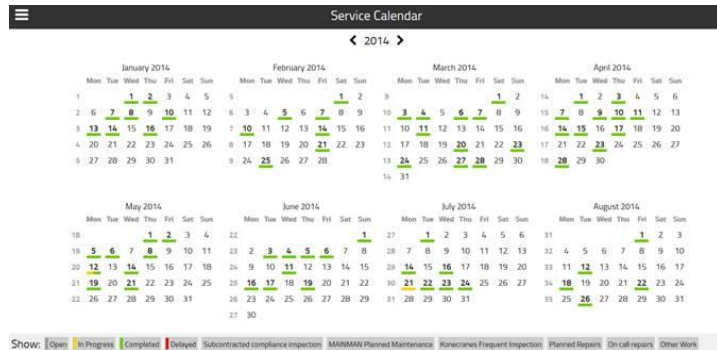 Service Calendar
2014
January 2014 February 2014 March 2014 April 2014
Mon Tue Wed Thu Fri Sat Sun Mon Tue Wed Thu Fri Sat Sun Mon Tue Wed Thu Fri Sat Sun Mon Tue Wed Thu Fri Sat Sun
1 1 2 3 4 5 5 1 2 9 1 2 14 1 2 3 4 5 6
2 6 7 8 9 10 11 12 6 3 4 5 6 7 8 9 10 3 4 5 6 7 8 9 15 7 8 9 10 11 12 13
3 13 14 15 16 17 18 19 7 10 11 12 13 14 15 16 11 10 11 12 13 14 15 16 16 14 15 16 17 18 19 20
4 20 21 22 23 24 25 26 8 17 18 19 20 21 22 23 12 17 18 19 20 21 22 23 17 21 22 23 24 25 26 27
5 27 28 29 30 31 9 24 25 26 27 28 13 24 25 26 27 28 29 30 18 28 29 30
14 31
May 2014 June 2014 July 2014 August 2014
Mon Tue Wed Thu Fri Sat Sun Mon Tue Wed Thu Fri Sat Sun Mon Tue Wed Thu Fri Sat Sun Mon Tue Wed Thu Fri Sat Sun
18 1 2 3 4 22 1 27 1 2 3 4 5 6 31 1 2 3
19 5 6 7 8 9 10 11 23 2 3 4 5 6 7 8 28 7 8 9 10 11 12 13 32 4 5 6 7 8 9 10
20 12 13 14 15 16 17 18 24 9 10 11 12 13 14 15 29 14 15 16 17 18 19 20 33 11 12 13 14 15 16 17
21 19 20 21 22 23 24 25 25 16 17 18 19 20 21 22 30 21 22 23 24 25 26 27 34 18 19 20 21 22 23 24
22 26 27 28 29 30 31 26 23 24 25 26 27 28 29 31 28 29 30 31 35 25 26 27 28 29 30 31
27 30
Show: Open In Progress Completed Delayed Subcontracted compliance inspection MAINMAN Planned Maintenance Konecranes Frequent Inspection Planned Repairs On call repairs Other Work